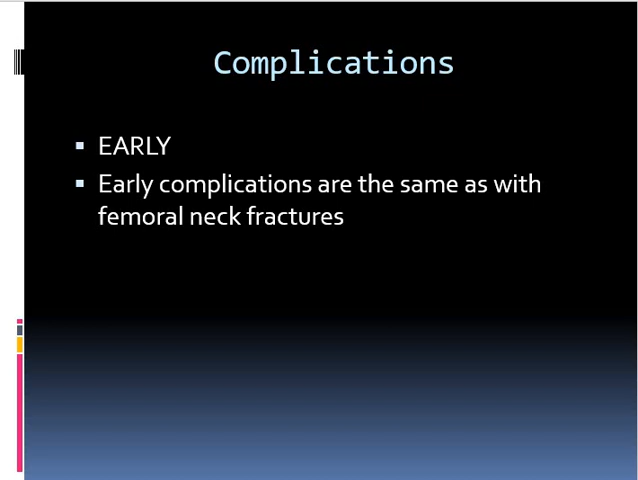 Complications
EARLY
Early complications are the same as with
femoral neck fractures